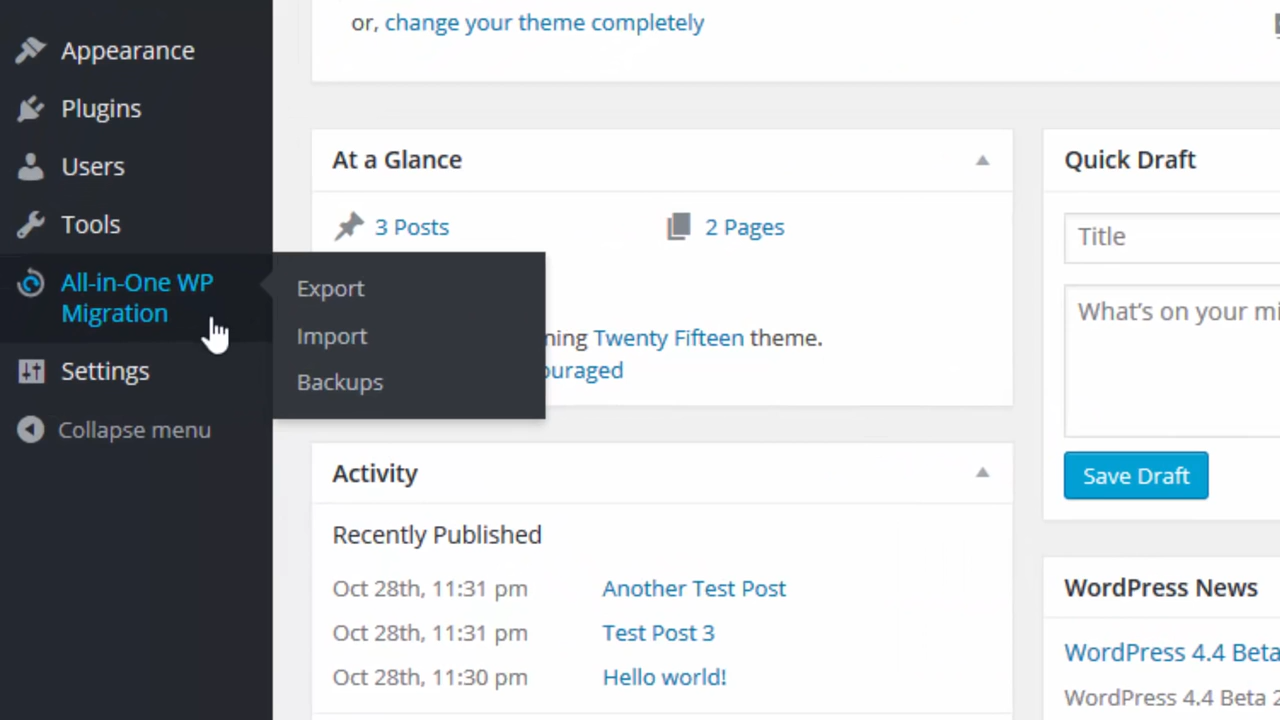 or, change your theme completely
Appearance
Plugins
Users
Tools
All-in-One WP
Migration
Export
Import
Backups
Settings
Collapse menu
At a Glance
3 Posts
2 Pages
Twenty Fifteen theme.
Activity
Recently Published
Oct 28th, 11:31 pm Another Test Post
Oct 28th, 11:31 pm Test Post 3
Oct 28th, 11:30 pm Hello world!
Quick Draft
Title
What's on your
Save Draft
WordPress News
WordPress 4.4 Beta
WordPress 4.4 Beta 2